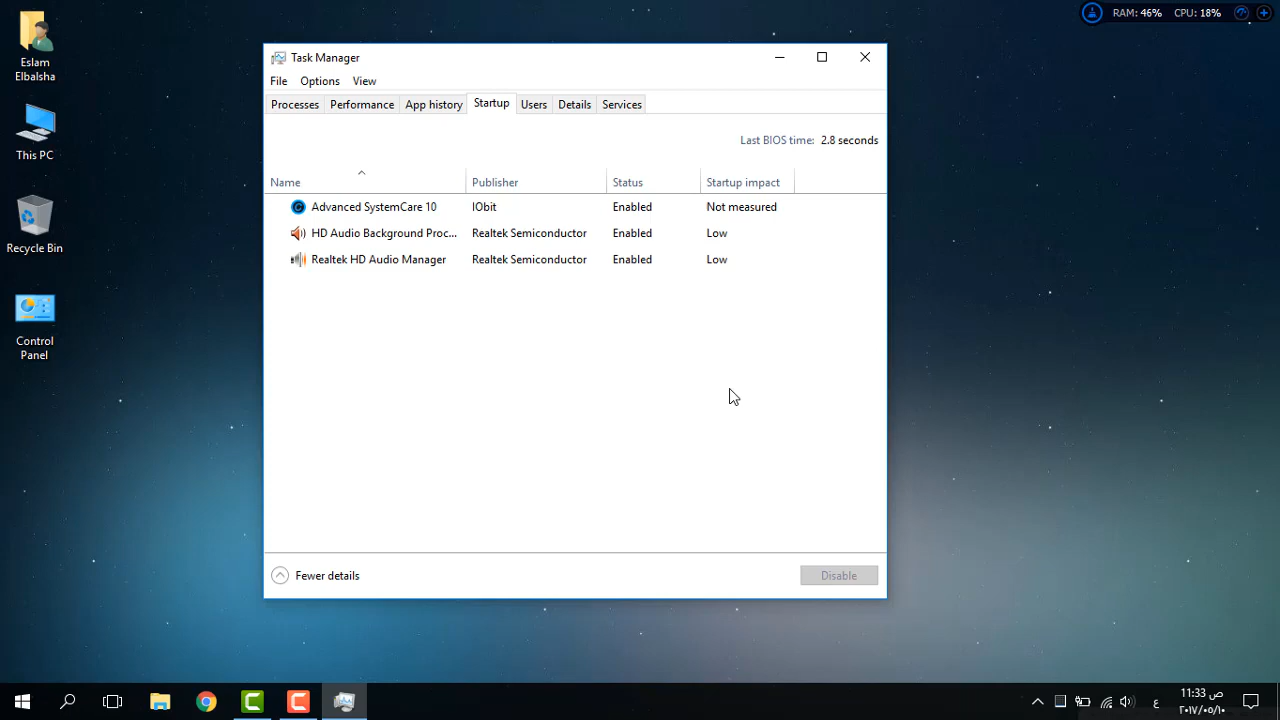 RAM: 46% CPU: 18%
Eslam
Elbalsha
This PC
Recycle Bin
Control
Panel
Task Manager
File Options View
Processes Performance App history Startup Users Details Services
Last BIOS time: 2.8 seconds
Name Publisher Status Startup impact
Advanced SystemCare 10 IObit Enabled Not measured
HD Audio Background Proc... Realtek Semiconductor Enabled Low
Realtek HD Audio Manager Realtek Semiconductor Enabled Low
Fewer details Disable
ع
11:33 ص
٢٠١٧/٠٥/١٠